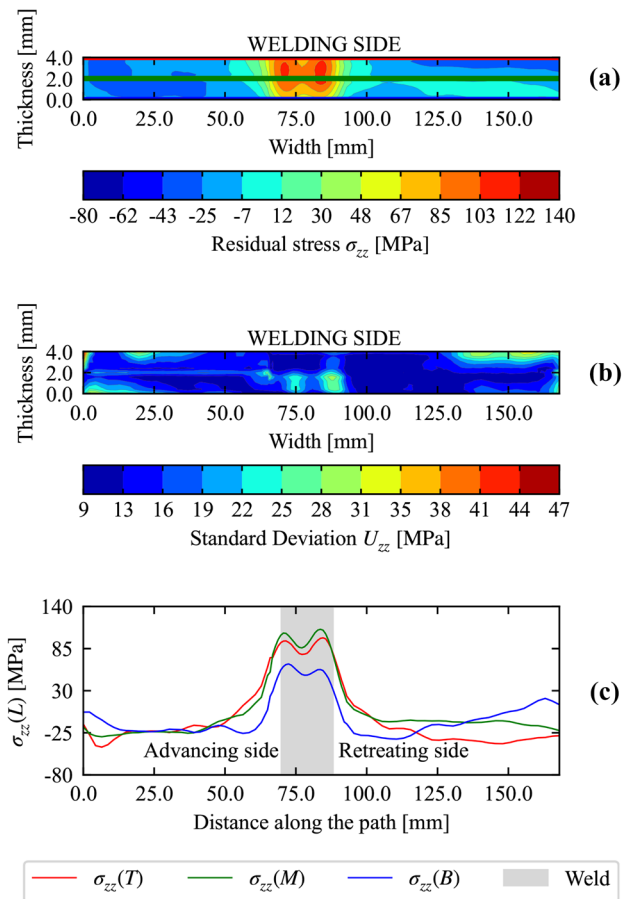 WELDING SIDE
Thickness [mm]
4.0
2.0
0.0
0.0 25.0 50.0 75.0 100.0 125.0 150.0
Width [mm]
(a)
-80 -62 -43 -25 -7 12 30 48 67 85 103 122 140
Residual stress σzz [MPa]
WELDING SIDE
Thickness [mm]
4.0
2.0
0.0
0.0 25.0 50.0 75.0 100.0 125.0 150.0
Width [mm]
(b)
9 13 16 19 22 25 28 31 35 38 41 44 47
Standard Deviation Uzz [MPa]
σzz(L) [MPa]
140
85
30
-25
-80
Advancing side Retreating side
(c)
0.0 25.0 50.0 75.0 100.0 125.0 150.0
Distance along the path [mm]
σzz(T) σzz(M) σzz(B) Weld